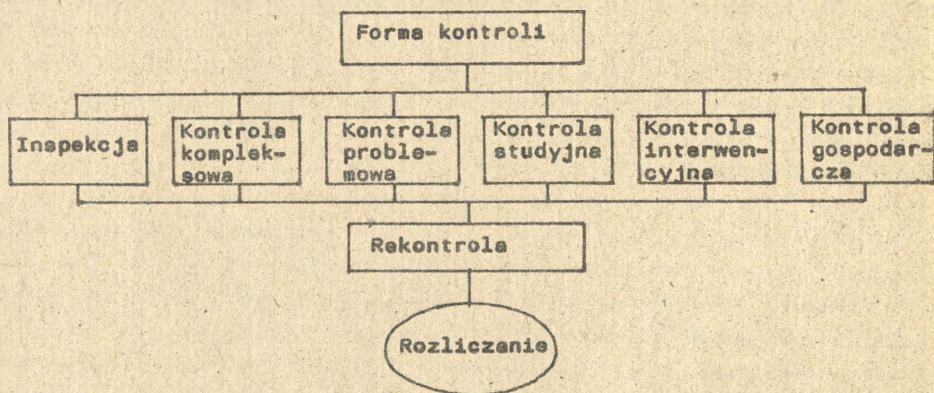 Forma kontroli
Inspekcja
Kontrola
komplek-
sowa
Kontrola
proble-
mowa
Kontrola
studyjna
Kontrola
interwen-
cyjna
Kontrola
gospodar-
cza
Rekontrola
Rozliczanie